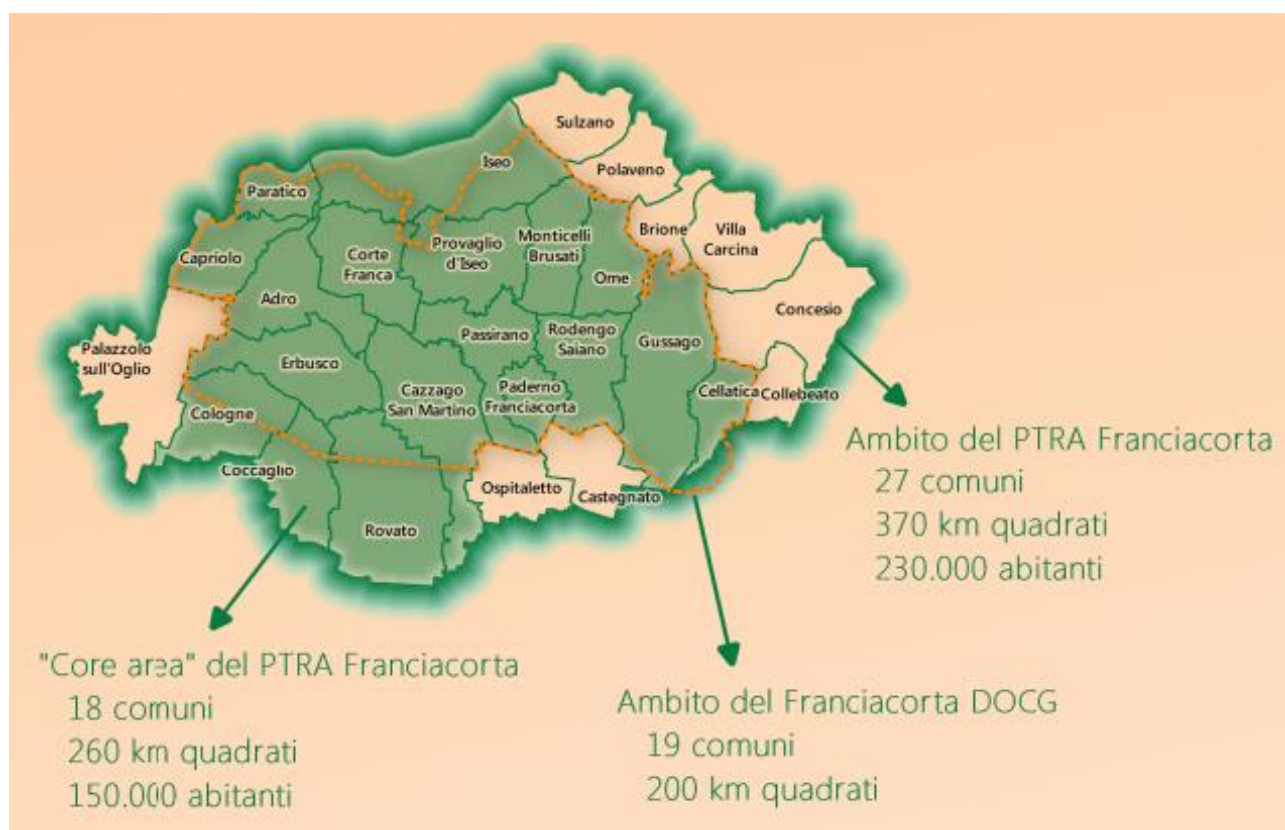 Sulzano
Iseo
Polaveno
Paratico
Brione
Villa
Carcina
Monticelli
Brusati
Provaglio
d'Iseo
Corte
Franca
Capriolo
Ome
Adro
Concesio
Passirano
Rodengo
Saiano
Gussago
Palazzolo
sull'Oglio
Erbusco
Cazzago
San Martino
Paderno
Franciacorta
Cellatica
Collebeato
Cologne
Coccaglio
Ospitaletto
Castegnato
Rovato
Ambito del PTRA Franciacorta
27 comuni
370 km quadrati
230.000 abitanti
"Core area" del PTRA Franciacorta
18 comuni
260 km quadrati
150.000 abitanti
Ambito del Franciacorta DOCG
19 comuni
200 km quadrati